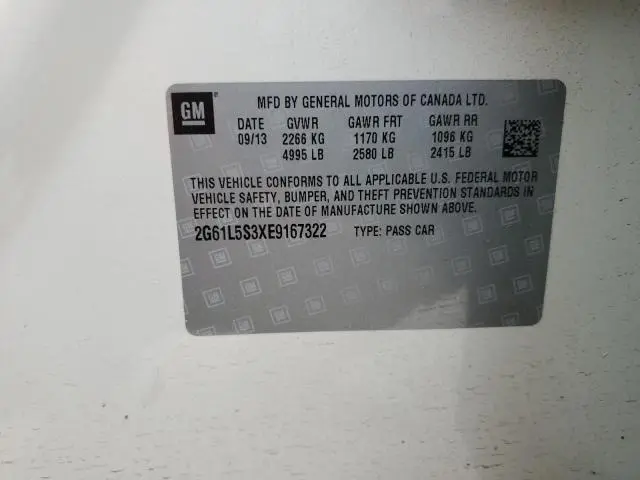 GM
MFD BY GENERAL MOTORS OF CANADA LTD.
DATE GVWR GAWR FRT GAWR RR
09/13 2266 KG 1170 KG 1096 KG
4995 LB 2580 LB 2415 LB
THIS VEHICLE CONFORMS TO ALL APPLICABLE U.S. FEDERAL MOTOR
VEHICLE SAFETY, BUMPER, AND THEFT PREVENTION STANDARDS IN
EFFECT ON THE DATE OF MANUFACTURE SHOWN ABOVE.
2G61L5S3XE9167322 TYPE: PASS CAR